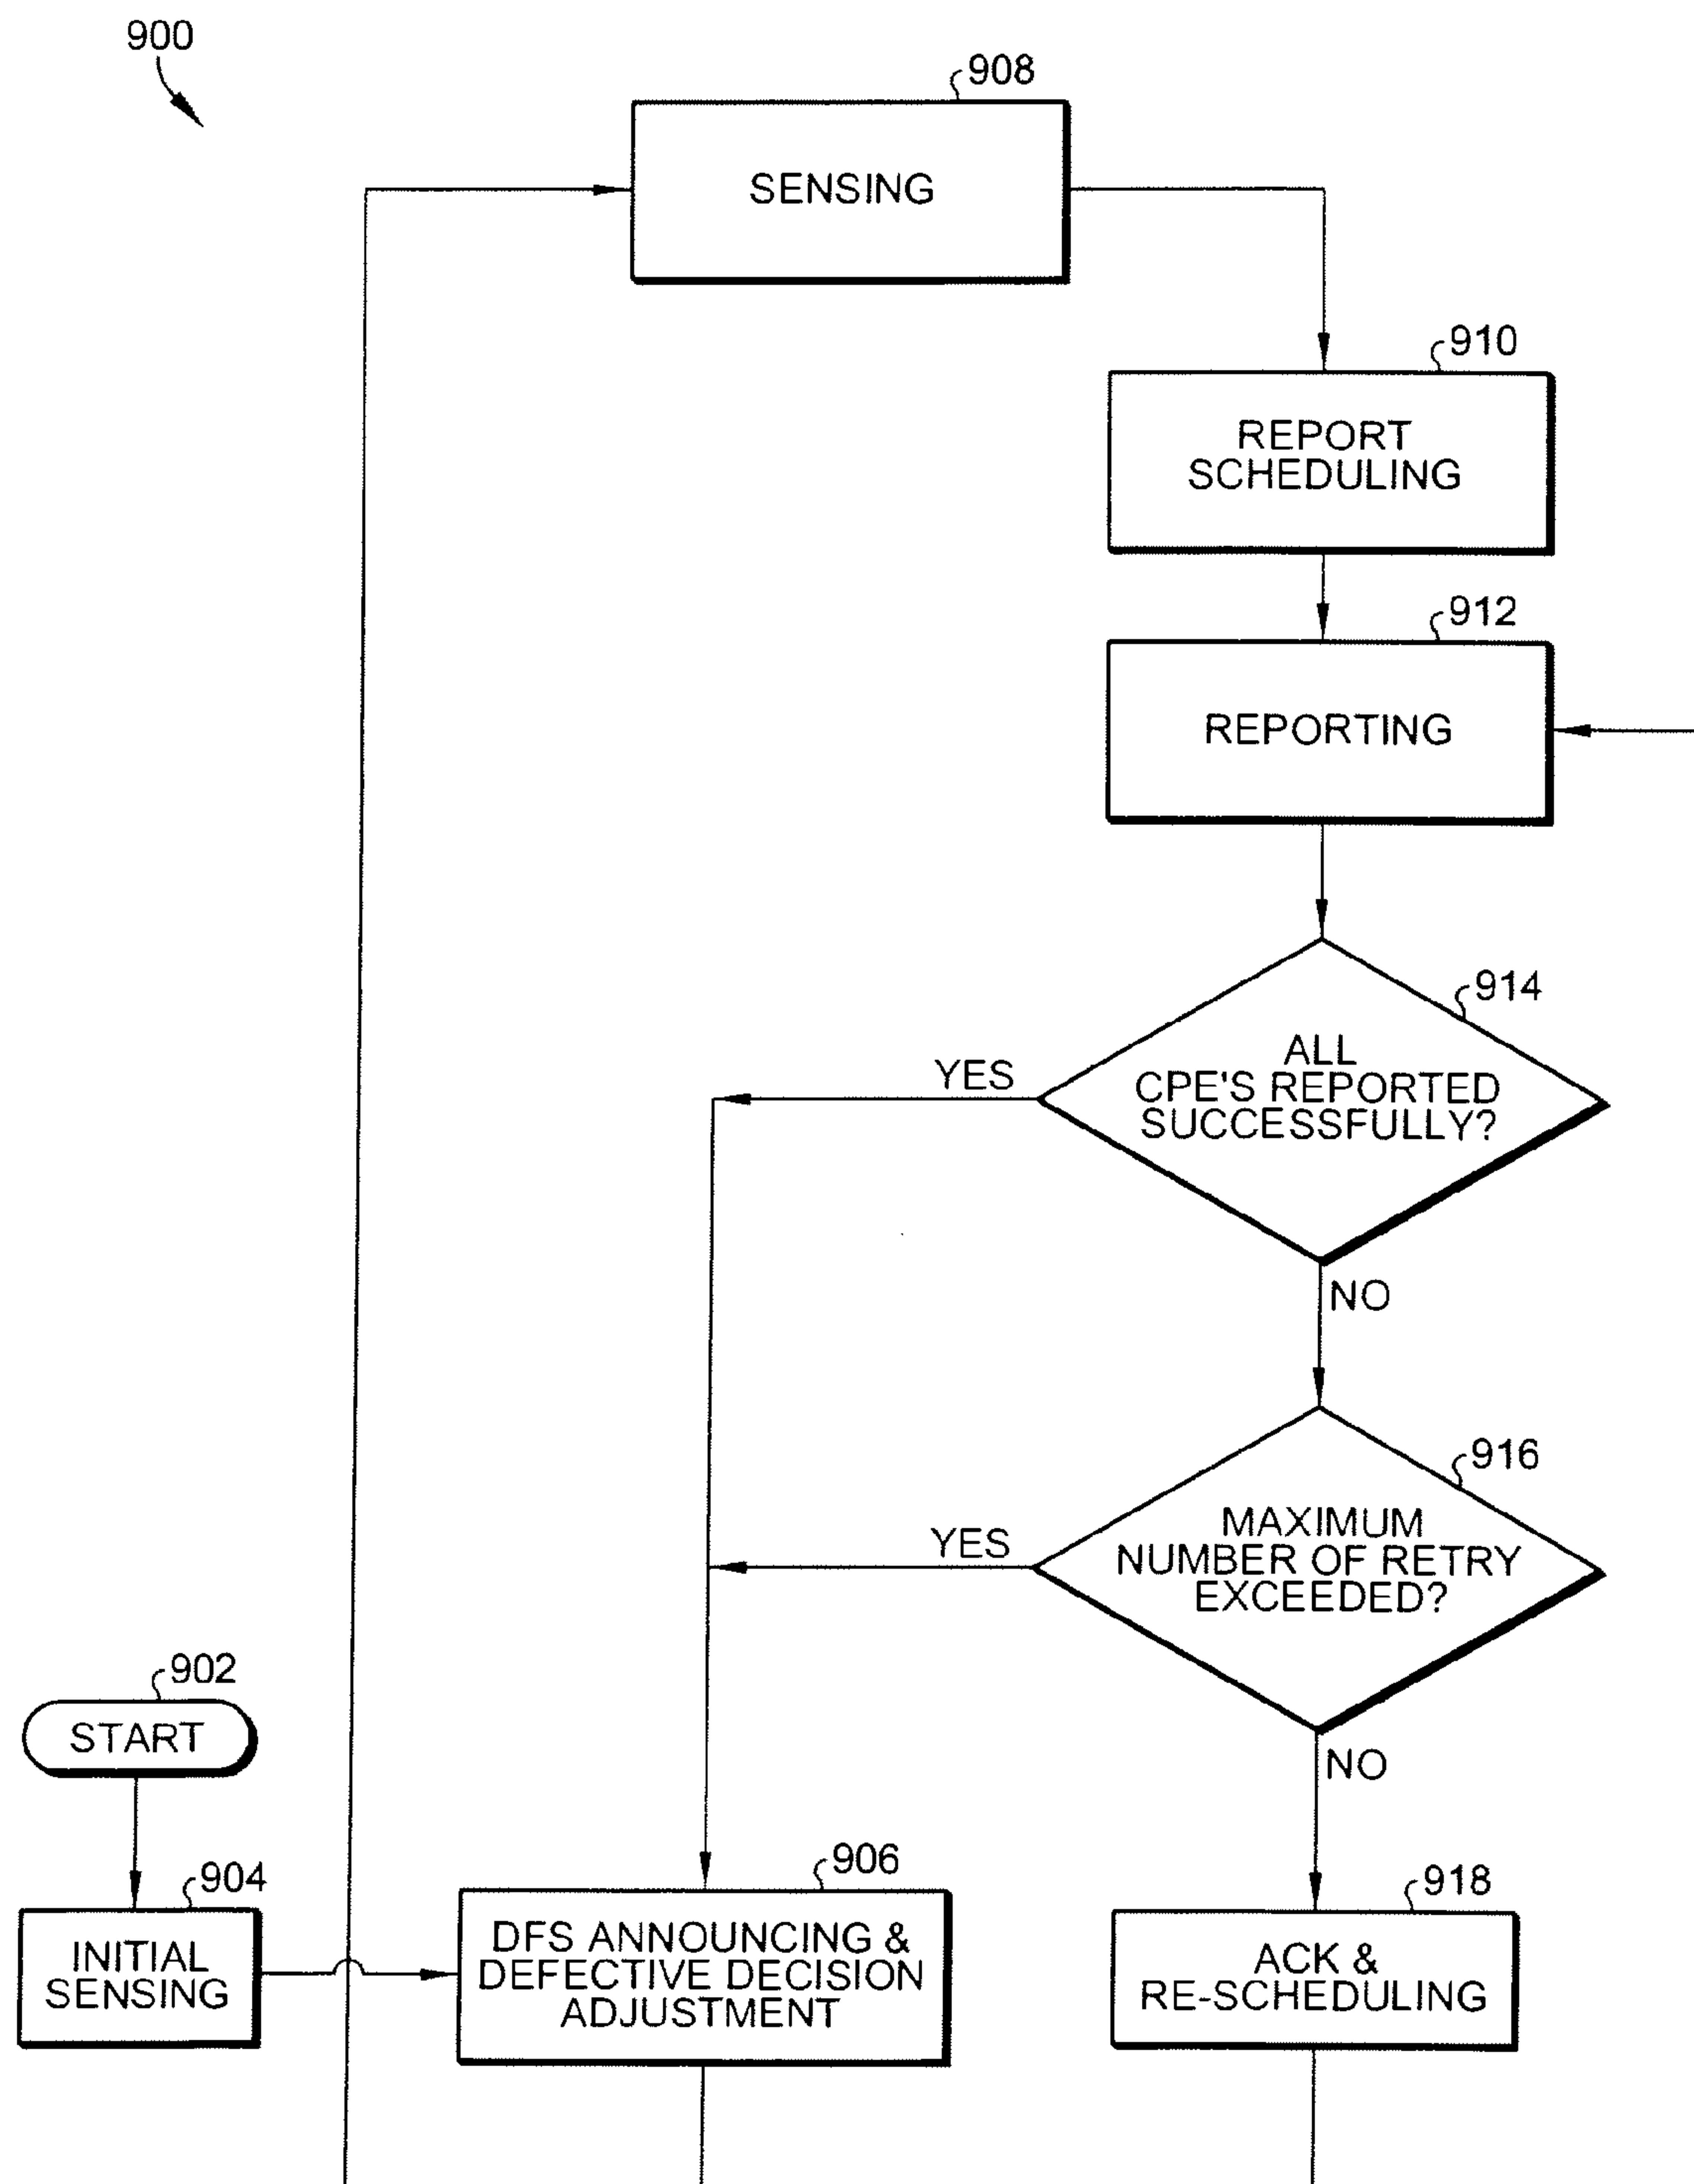 900
908
SENSING
910
REPORT
SCHEDULING
912
REPORTING
914
ALL
CPE'S REPORTED
SUCCESSFULLY?
YES
NO
916
MAXIMUM
NUMBER OF RETRY
EXCEEDED?
YES
NO
902
START
904
INITIAL
SENSING
906
DFS ANNOUNCING &
DEFECTIVE DECISION
ADJUSTMENT
918
ACK &
RE-SCHEDULING